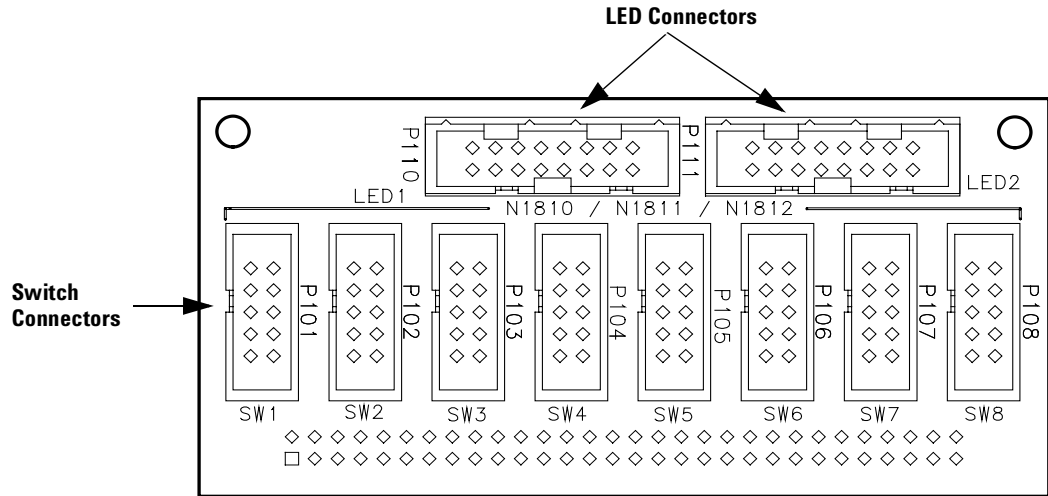 LED Connectors
P110
P111
LED1
LED2
N1810 / N1811 / N1812
Switch
Connectors
P101
P102
P103
P104
P105
P106
P107
P108
SW1
SW2
SW3
SW4
SW5
SW6
SW7
SW8